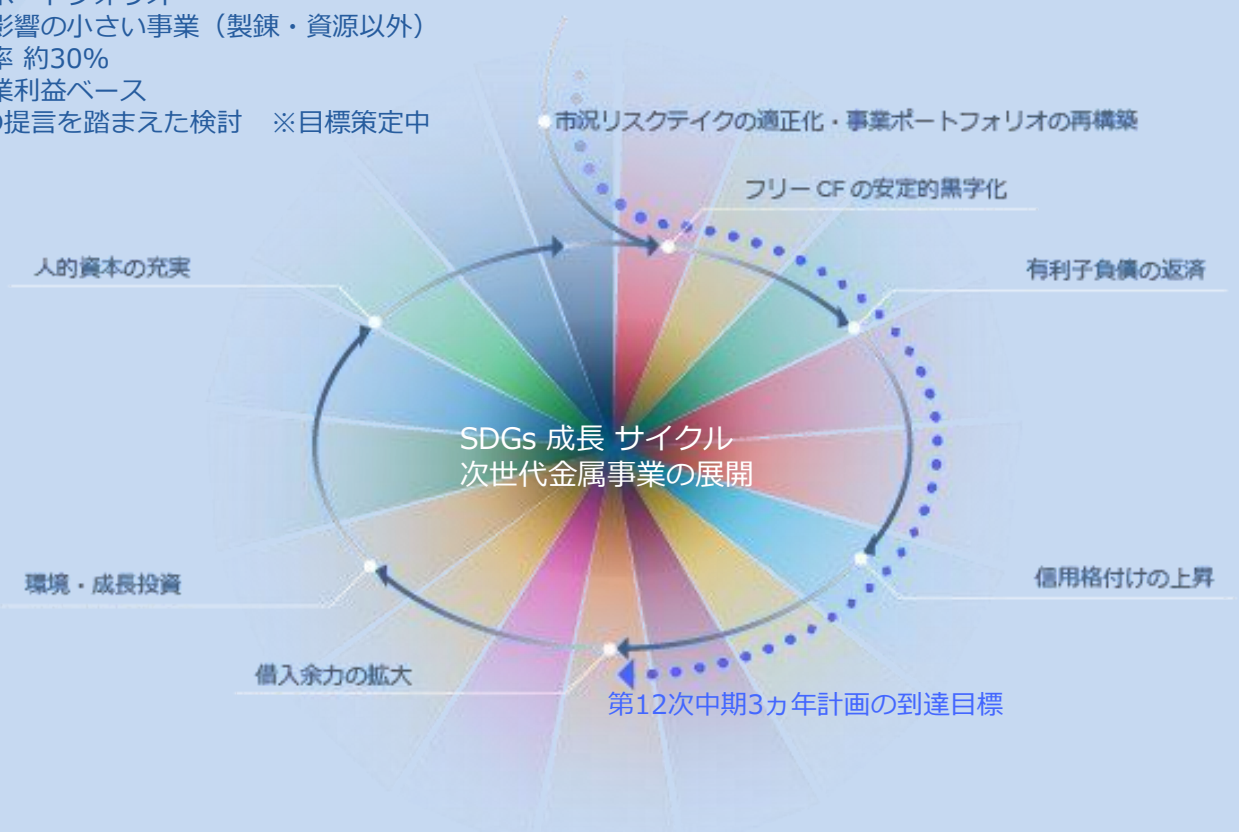 影響の小さい事業（製錬・資源以外）
率 約30%
業利益ベース
の提言を踏まえた検討　※目標策定中
市況リスクテイクの適正化・事業ポートフォリオの再構築
フリー CF の安定的黒字化
人的資本の充実
有利子負債の返済
SDGs 成長 サイクル
次世代金属事業の展開
環境・成長投資
信用格付けの上昇
借入余力の拡大
第12次中期3ヵ年計画の到達目標